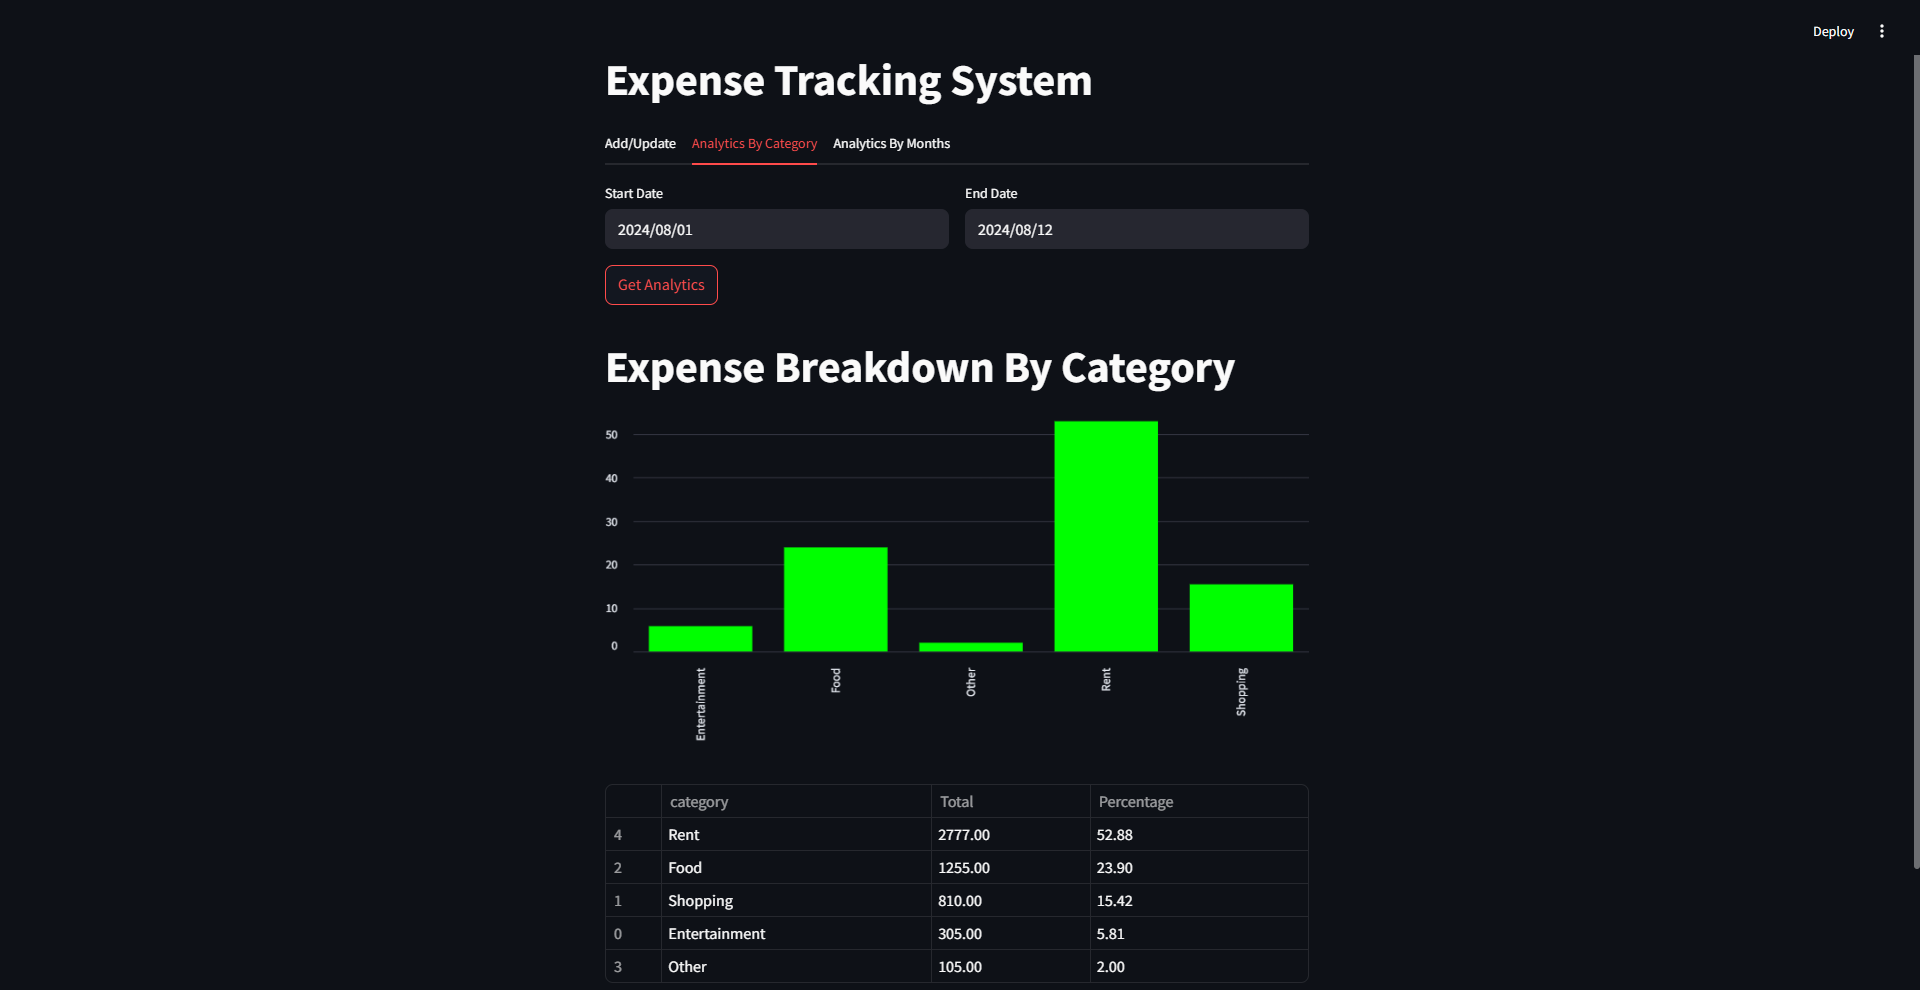 Deploy
Expense Tracking System
Add/Update Analytics By Category Analytics By Months
Start Date End Date
2024/08/01 2024/08/12
Get Analytics
Expense Breakdown By Category
50
40
30
20
10
0
Entertainment Food Other Rent Shopping
category Total Percentage
4 Rent 2777.00 52.88
2 Food 1255.00 23.90
1 Shopping 810.00 15.42
0 Entertainment 305.00 5.81
3 Other 105.00 2.00